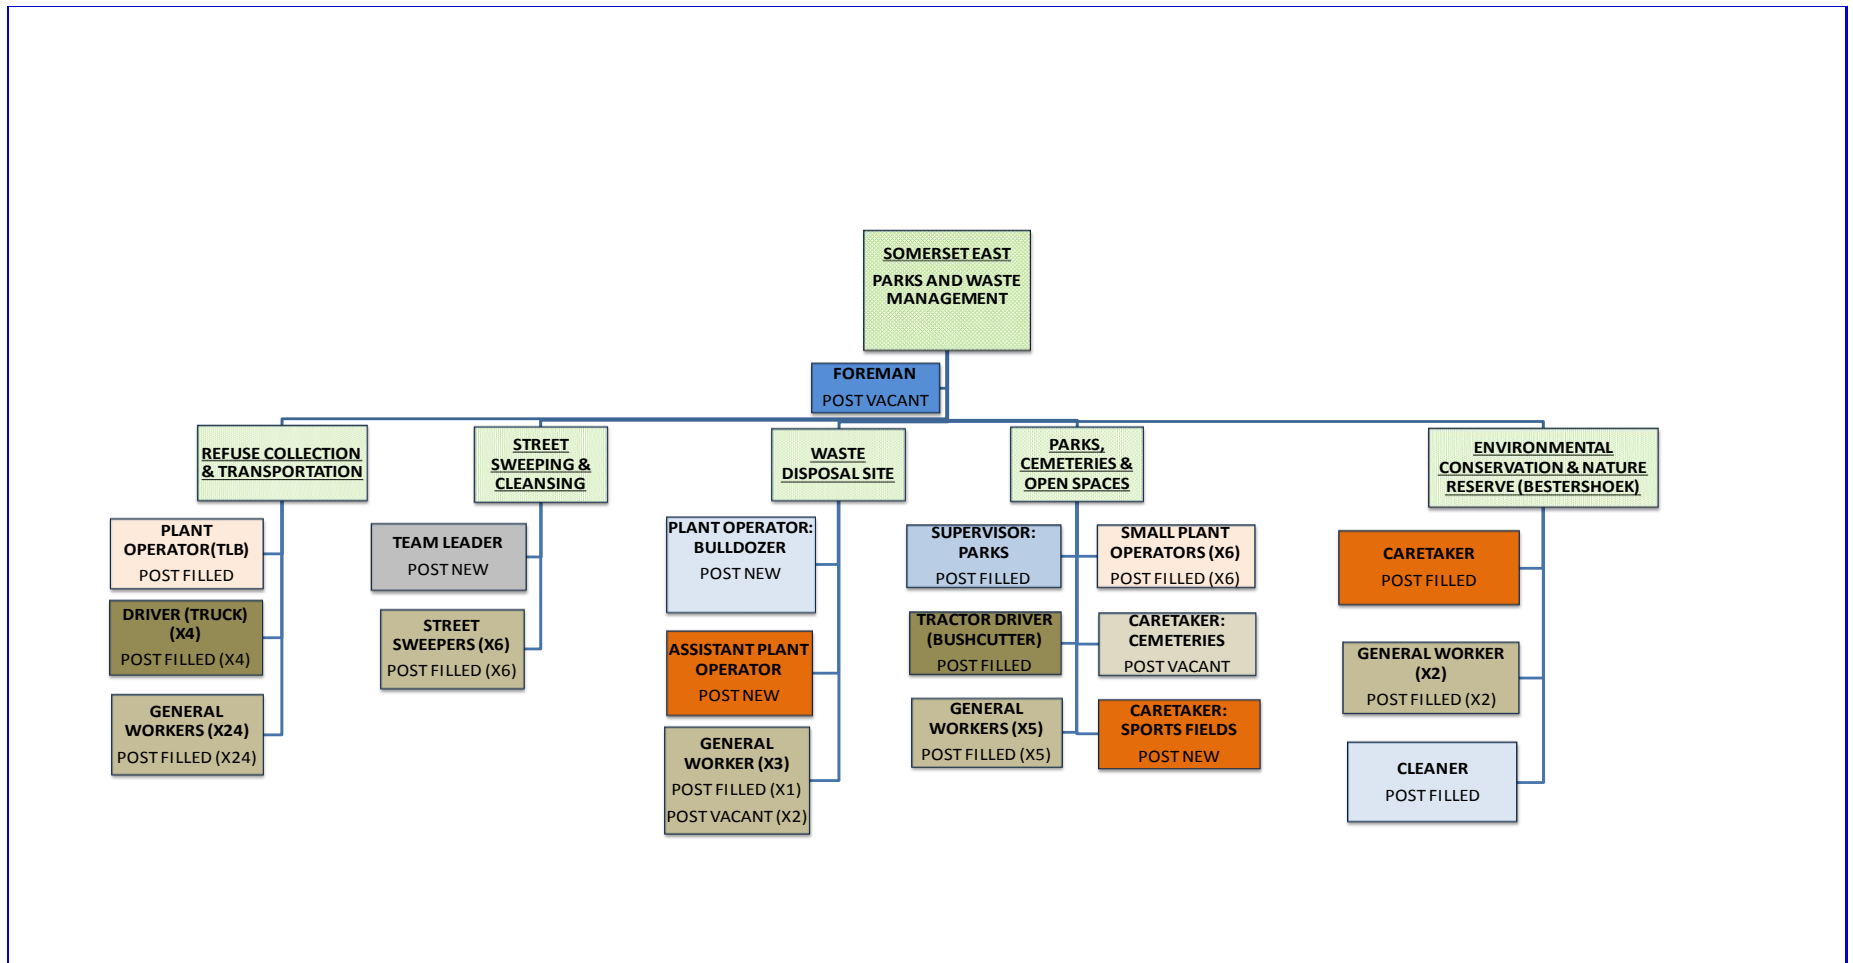 SOMERSET EAST
PARKS AND WASTE
MANAGEMENT
FOREMAN
POST VACANT
REFUSE COLLECTION
& TRANSPORTATION
PLANT
OPERATOR(TLB)
POST FILLED
DRIVER (TRUCK)
(X4)
POST FILLED (X4)
GENERAL
WORKERS (X24)
POST FILLED (X24)
STREET
SWEEPING &
CLEANSING
TEAM LEADER
POST NEW
STREET
SWEEPERS (X6)
POST FILLED (X6)
WASTE
DISPOSAL SITE
PLANT OPERATOR:
BULLDOZER
POST NEW
ASSISTANT PLANT
OPERATOR
POST NEW
GENERAL
WORKER (X3)
POST FILLED (X1)
POST VACANT (X2)
PARKS,
CEMETERIES &
OPEN SPACES
SUPERVISOR:
PARKS
POST FILLED
SMALL PLANT
OPERATORS (X6)
POST FILLED (X6)
TRACTOR DRIVER
(BUSHCUTTER)
POST FILLED
CARETAKER:
CEMETERIES
POST VACANT
GENERAL
WORKERS (X5)
POST FILLED (X5)
CARETAKER:
SPORTS FIELDS
POST NEW
ENVIRONMENTAL
CONSERVATION & NATURE
RESERVE (BESTERSHOEK)
CARETAKER
POST FILLED
GENERAL WORKER
(X2)
POST FILLED (X2)
CLEANER
POST FILLED